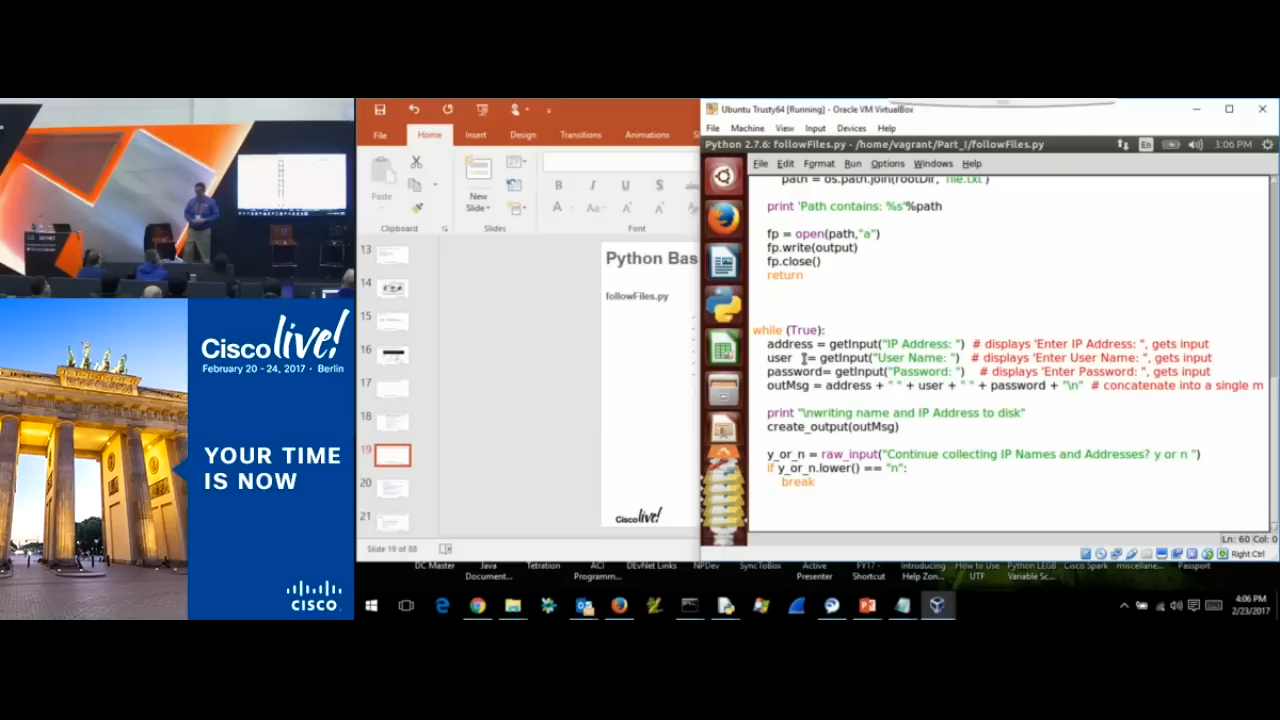 Cisco live!
February 20 - 24, 2017 • Berlin
YOUR TIME
IS NOW
CISCO
File Home Insert Design Transitions Animations
Paste
New
Slide
Clipboard
Slides
Font
13
14
15
16
17
18
19
20
21
Python Bas
followFiles.py
Cisco live!
Slide 19 of 88
Ubuntu Trusty64 [Running] - Oracle VM VirtualBox
File Machine View Input Devices Help
Python 2.7.6: followFiles.py - /home/vagrant/Part_I/followFiles.py
En
3:06 PM
File Edit Format Run Options Windows Help
path = os.path.join(rootDir, "file.txt")
print 'Path contains: %s'%path
fp = open(path,"a")
fp.write(output)
fp.close()
return
while (True):
address = getInput("IP Address: ") # displays 'Enter IP Address: ", gets input
user = getInput("User Name: ") # displays 'Enter User Name: ", gets input
password= getInput("Password: ") # displays 'Enter Password: ", gets input
outMsg = address + " " + user + " " + password + "\n" # concatenate into a single m
print "\nwriting name and IP Address to disk"
create_output(outMsg)
y_or_n = raw_input("Continue collecting IP Names and Addresses? y or n ")
if y_or_n.lower() == "n":
break
Ln: 60 Col: 0
Right Ctrl
DC Master
Java
Document...
Tetration
ACI
Programm...
DEvNet Links
NPDev
SyncToBox
Active
Presenter
FY17 -
Shortcut
Introducing
Help Zon...
How to Use
UTF
Python LEGB
Variable Sc...
Cisco Spark
miscellane...
Passport
4:06 PM
2/23/2017